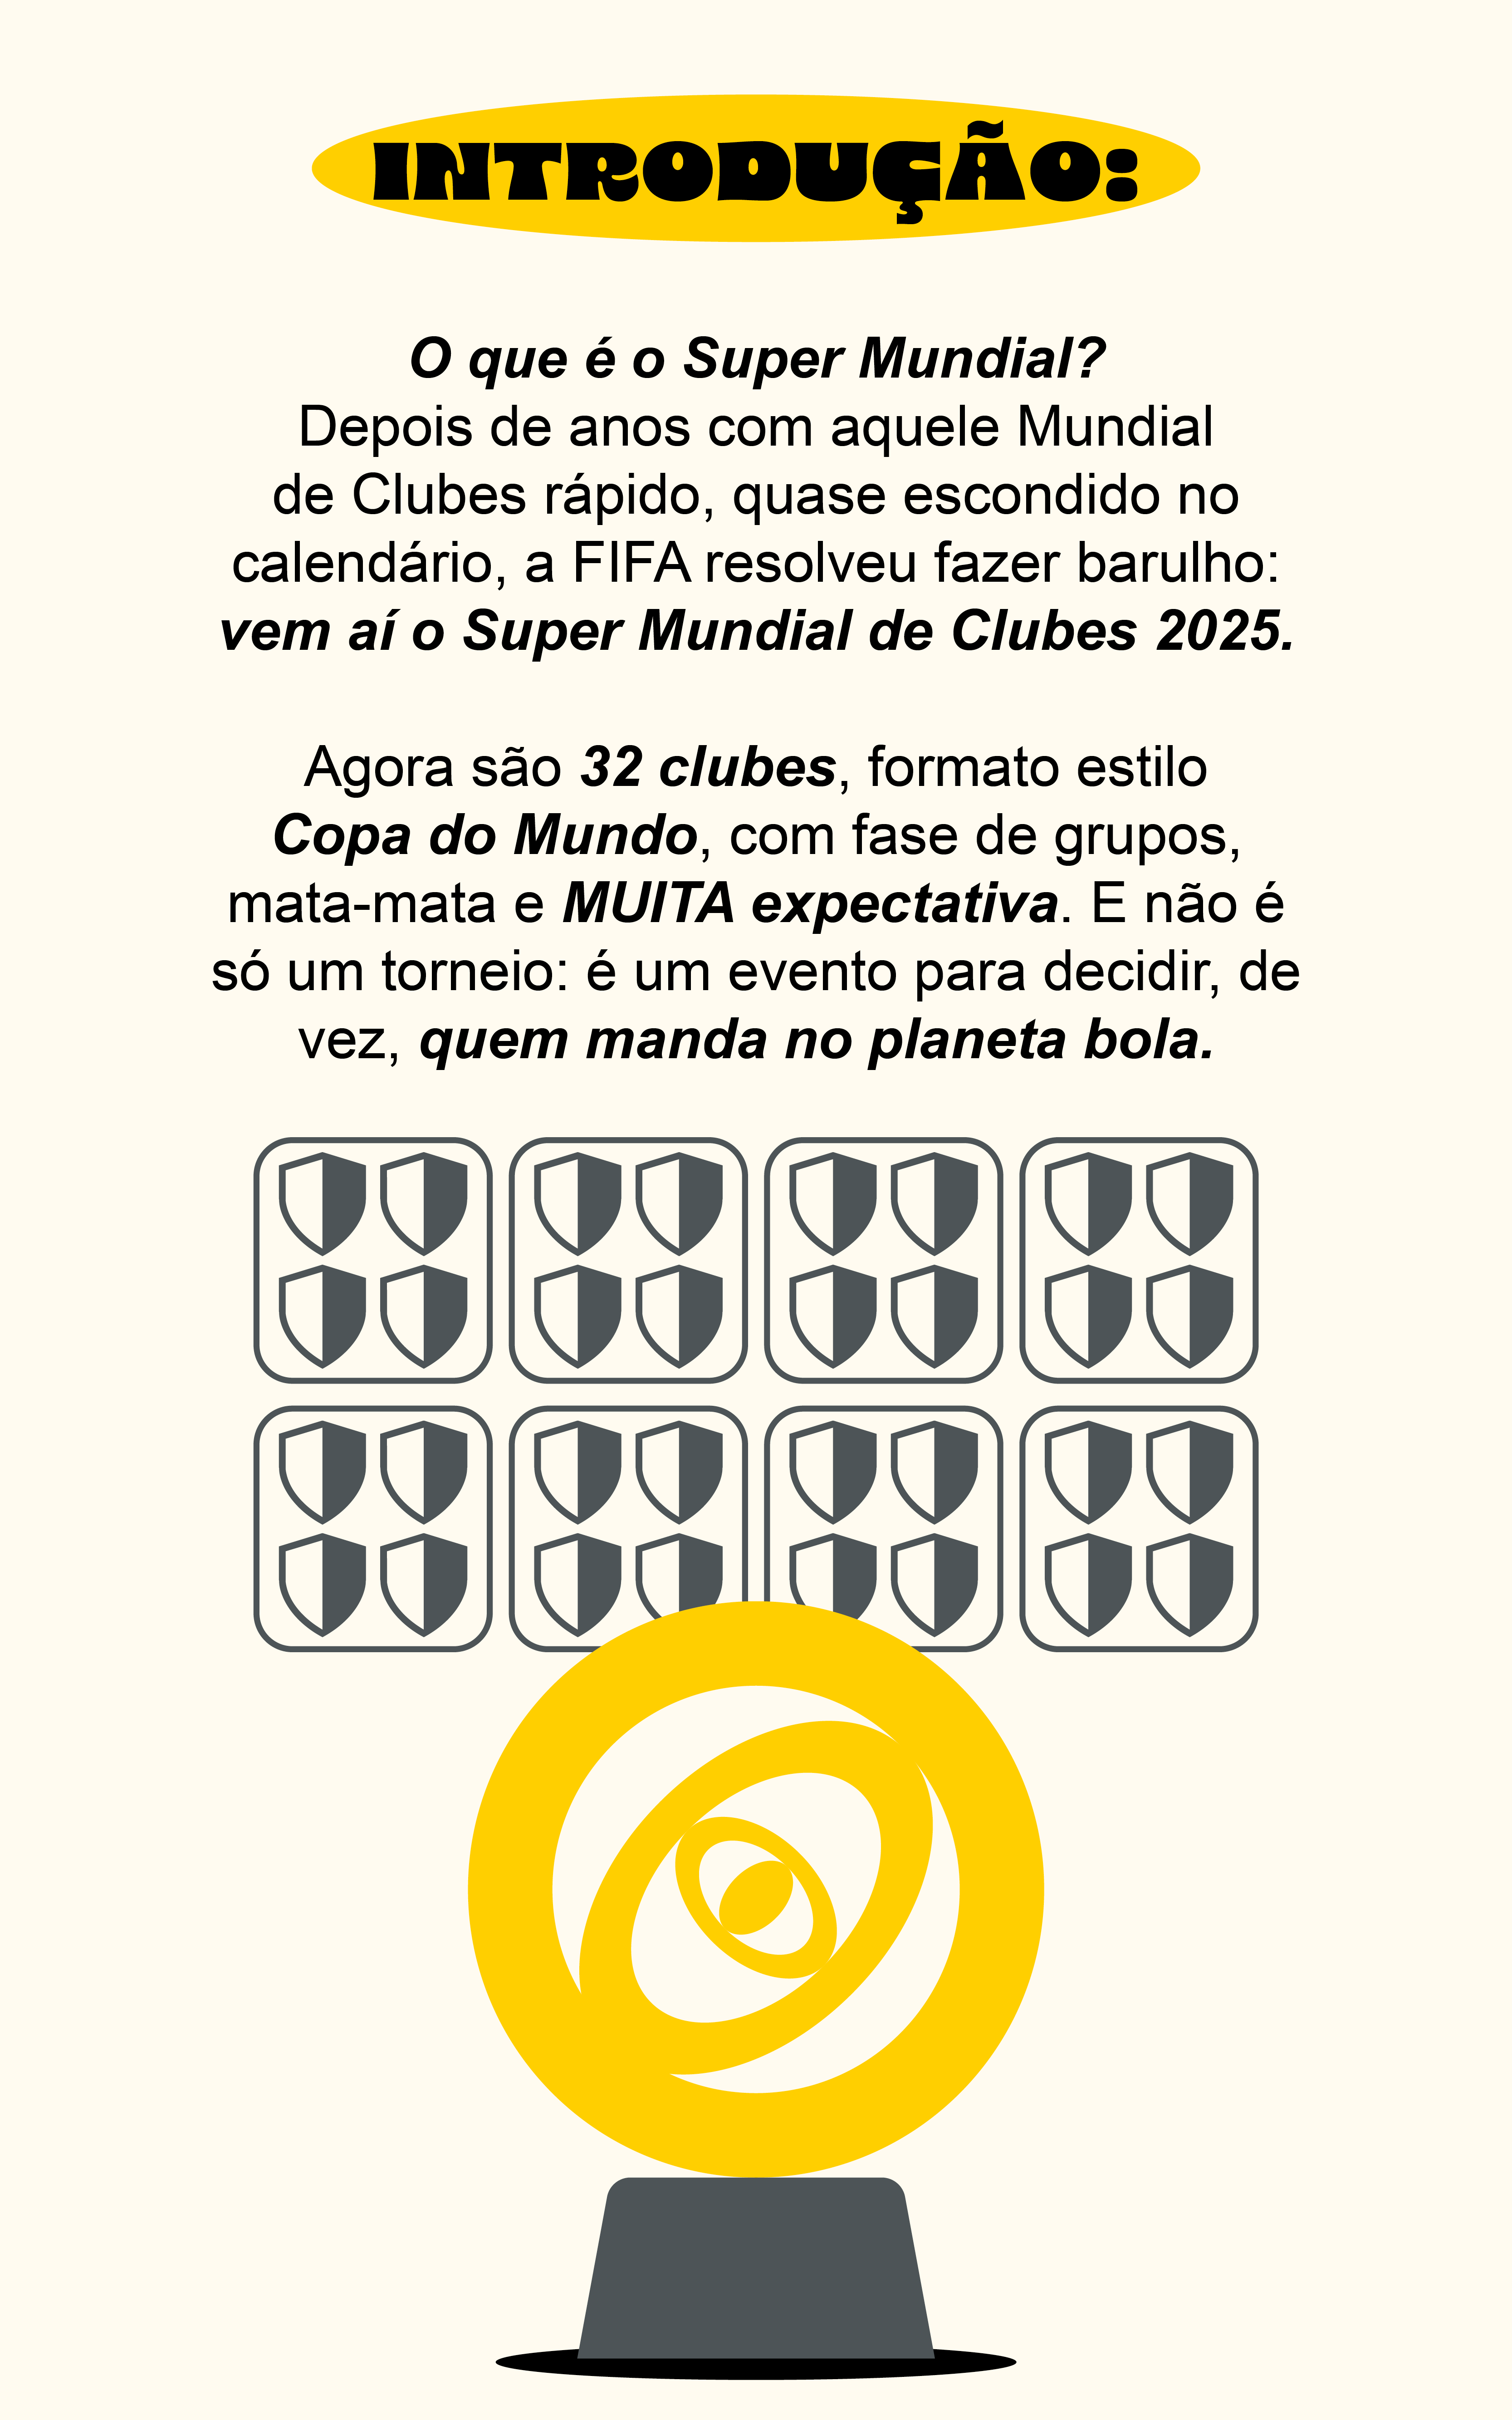 INTRODUÇÃO:
O que é o Super Mundial?
Depois de anos com aquele Mundial
de Clubes rápido, quase escondido no
calendário, a FIFA resolveu fazer barulho:
vem aí o Super Mundial de Clubes 2025.
Agora são 32 clubes, formato estilo
Copa do Mundo, com fase de grupos,
mata-mata e MUITA expectativa. E não é
só um torneio: é um evento para decidir, de
vez, quem manda no planeta bola.